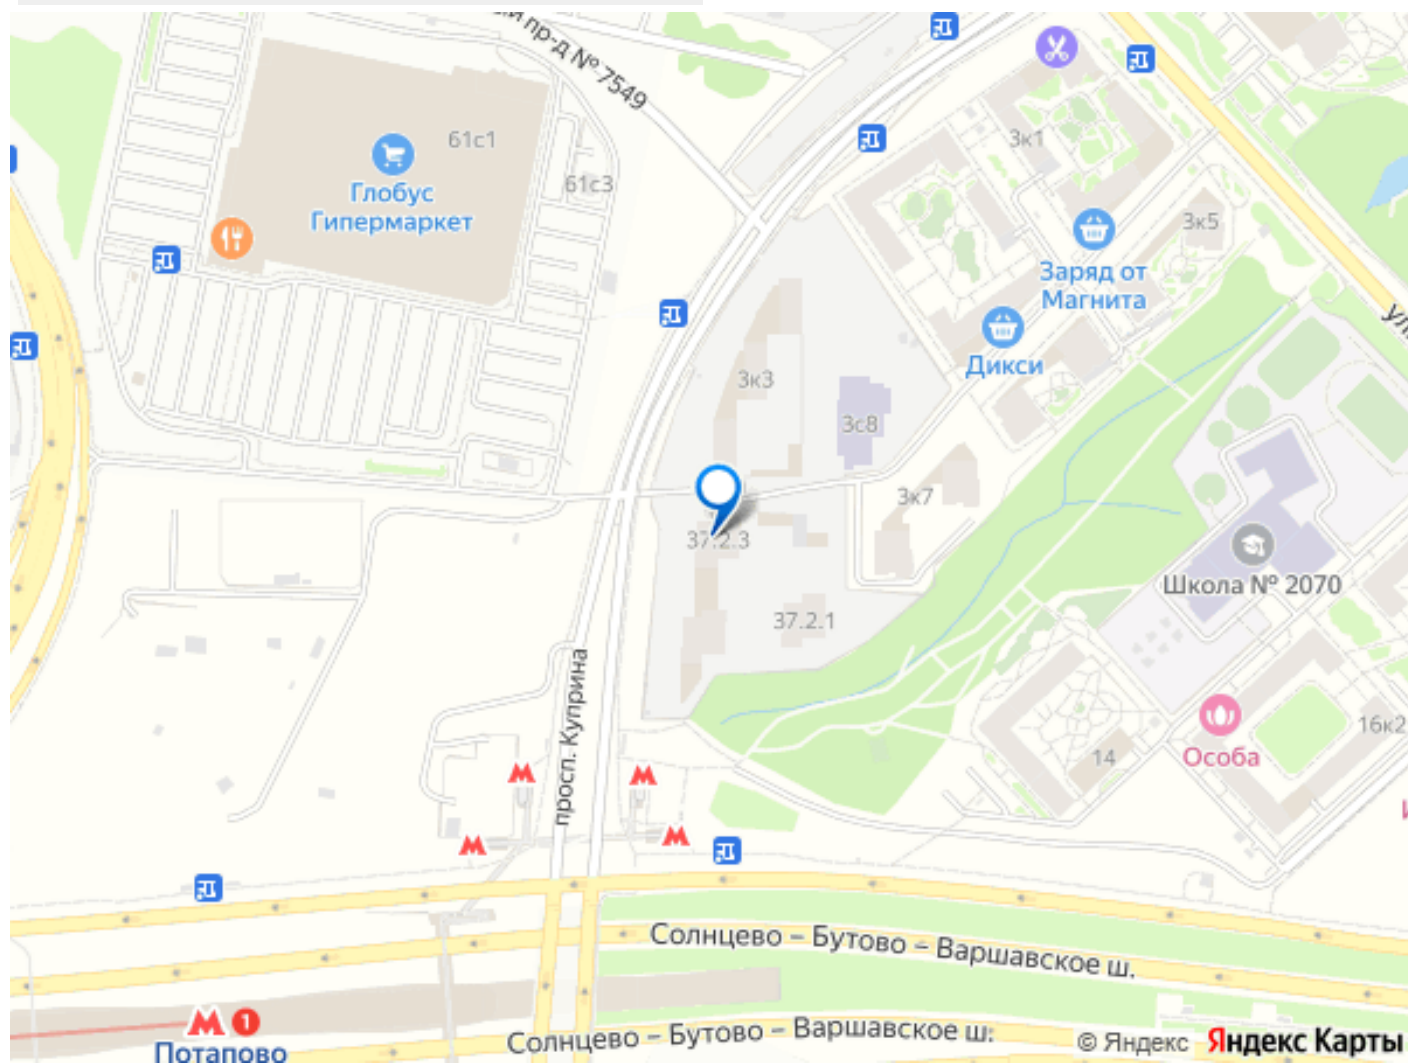 й пр-д № 7549
61с1
61с3
Глобус
Гипермаркет
3к1
3к5
Заряд от
Магнита
Дикси
3к3
3с8
3к7
37.2.3
37.2.1
Школа № 2070
просп. Куприна
14
Особа
16к2
Солнцево – Бутово – Варшавское ш.
Солнцево – Бутово – Варшавское ш.
1
Потапово
© Яндекс Яндекс Карты